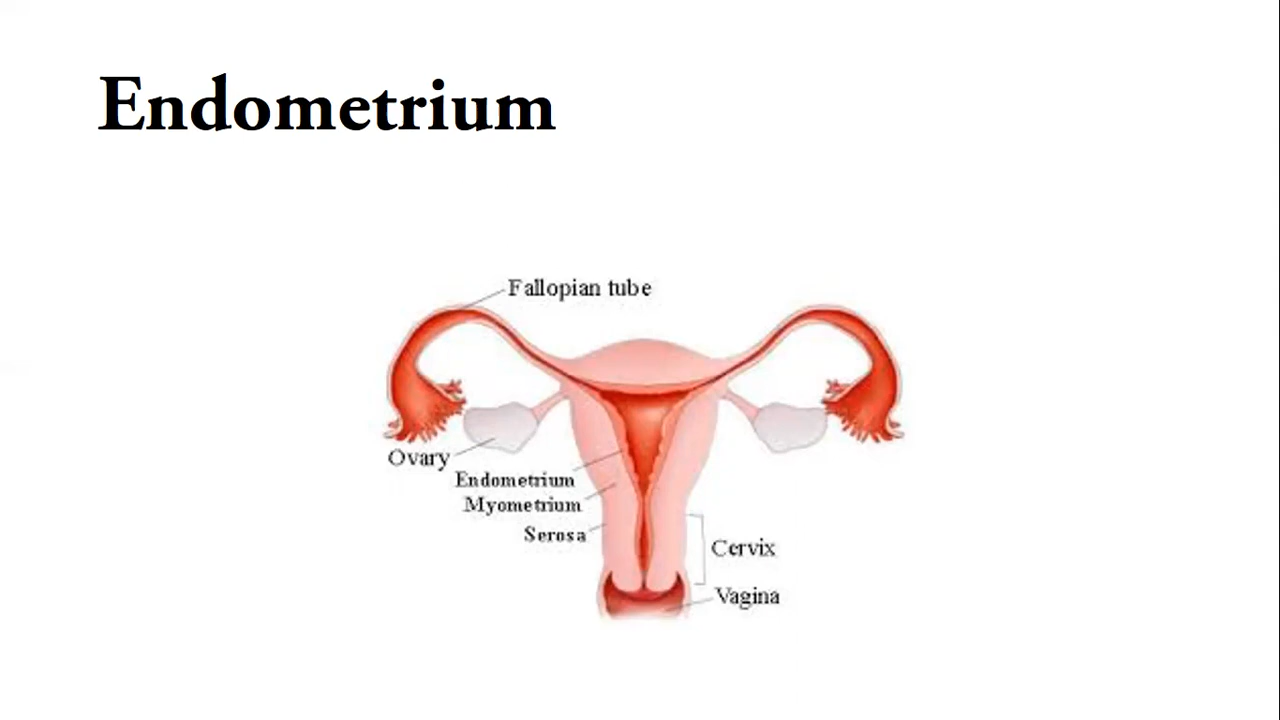 Endometrium
Fallopian tube
Ovary
Endometrium
Myometrium
Serosa
Cervix
Vagina